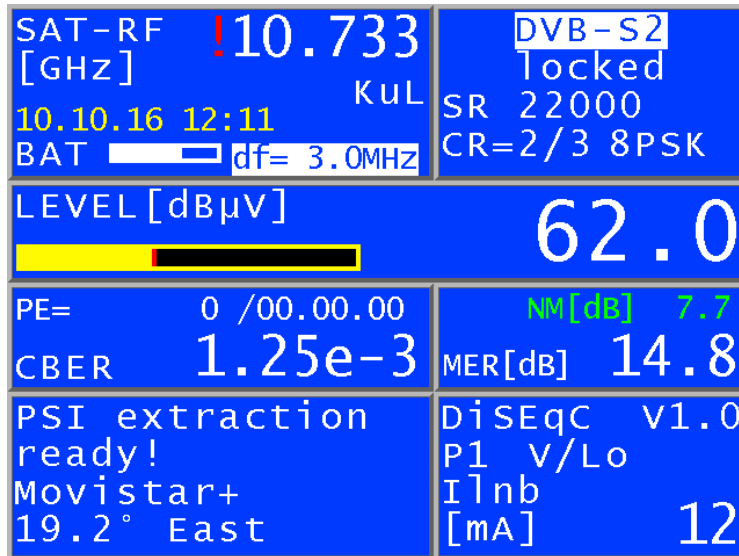 SAT-RF !10.733
[GHz]
KuL
10.10.16 12:11
BAT df= 3.0MHz
DVB-S2
locked
SR 22000
CR=2/3 8PSK
LEVEL[dBµV] 62.0
PE= 0 /00.00.00
CBER 1.25e-3
NM[dB] 7.7
MER[dB] 14.8
PSI extraction
ready!
Movistar+
19.2° East
DiSEqC V1.0
P1 V/Lo
Ilnb
[mA] 12